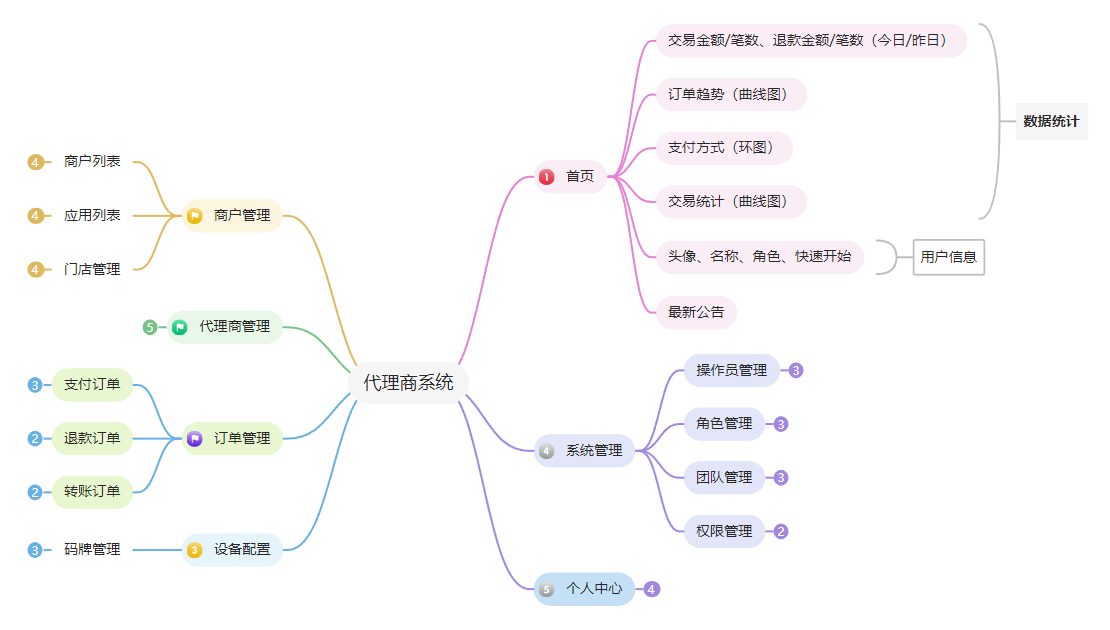 代理商系统
1 首页
交易金额/笔数、退款金额/笔数（今日/昨日）
订单趋势（曲线图）
支付方式（环图）
交易统计（曲线图）
数据统计
头像、名称、角色、快速开始
用户信息
最新公告
4 系统管理
操作员管理 3
角色管理 3
团队管理 3
权限管理 2
5 个人中心 4
商户管理
4 商户列表
4 应用列表
4 门店管理
5 代理商管理
订单管理
3 支付订单
2 退款订单
2 转账订单
3 设备配置
3 码牌管理